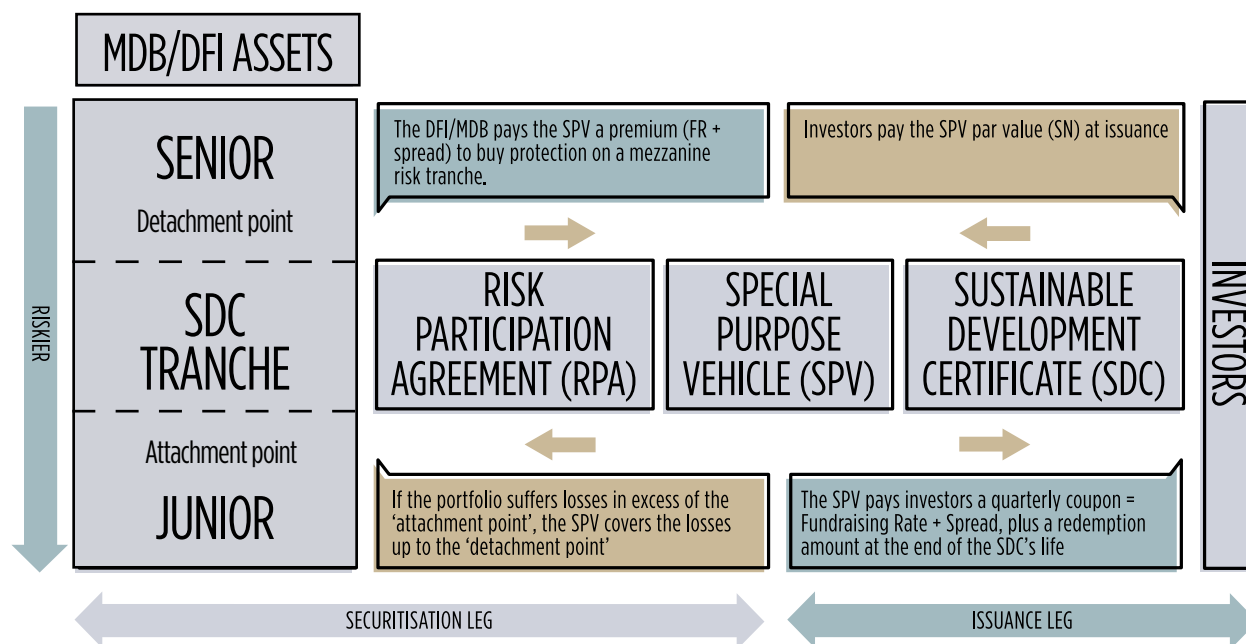 MDB/DFI ASSETS
RISKIER
SENIOR
Detachment point
SDC
TRANCHE
Attachment point
JUNIOR
The DFI/MDB pays the SPV a premium (FR +
spread) to buy protection on a mezzanine
risk tranche.
Investors pay the SPV par value (SN) at issuance
RISK
PARTICIPATION
AGREEMENT (RPA)
SPECIAL
PURPOSE
VEHICLE (SPV)
SUSTAINABLE
DEVELOPMENT
CERTIFICATE (SDC)
INVESTORS
If the portfolio suffers losses in excess of the
‘attachment point’, the SPV covers the losses
up to the ‘detachment point’
The SPV pays investors a quarterly coupon =
Fundraising Rate + Spread, plus a redemption
amount at the end of the SDC’s life
SECURITISATION LEG
ISSUANCE LEG